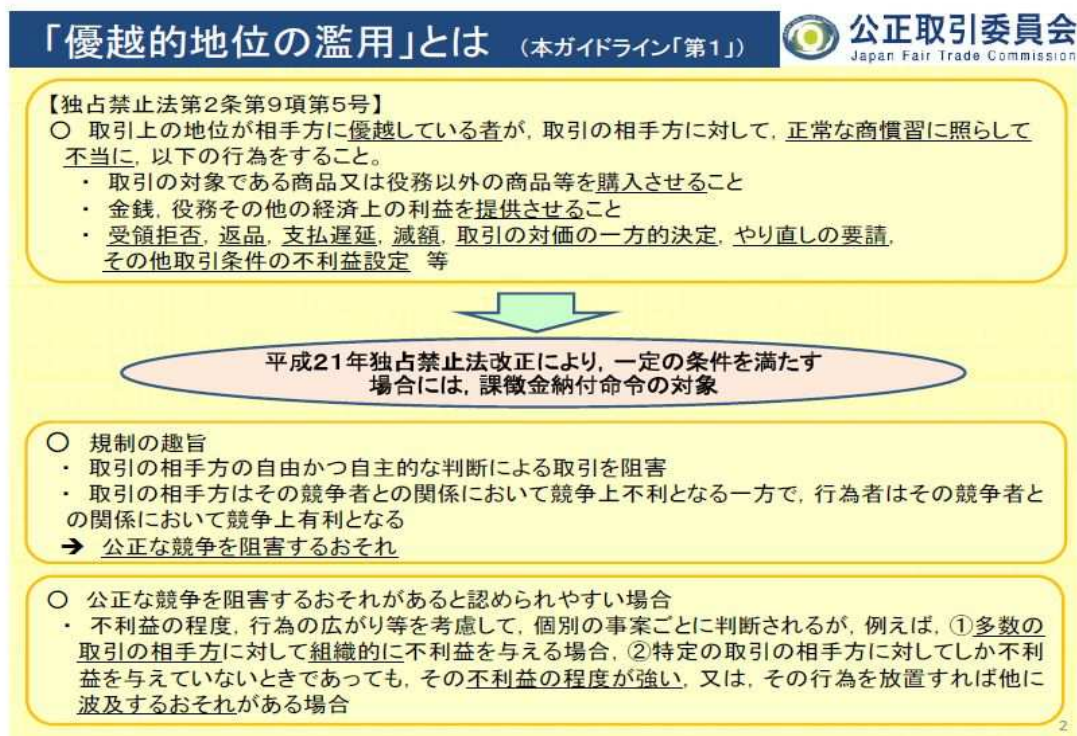 「優越的地位の濫用」とは （本ガイドライン「第１」）
公正取引委員会
Japan Fair Trade Commission
【独占禁止法第２条第９項第５号】
○ 取引上の地位が相手方に優越している者が，取引の相手方に対して，正常な商慣習に照らして
不当に，以下の行為をすること。
・ 取引の対象である商品又は役務以外の商品等を購入させること
・ 金銭，役務その他の経済上の利益を提供させること
・ 受領拒否，返品，支払遅延，減額，取引の対価の一方的決定，やり直しの要請，
その他取引条件の不利益設定 等
平成２１年独占禁止法改正により，一定の条件を満たす
場合には，課徴金納付命令の対象
○ 規制の趣旨
・ 取引の相手方の自由かつ自主的な判断による取引を阻害
・ 取引の相手方はその競争者との関係において競争上不利となる一方で，行為者はその競争者と
の関係において競争上有利となる
➔ 公正な競争を阻害するおそれ
○ 公正な競争を阻害するおそれがあると認められやすい場合
・ 不利益の程度，行為の広がり等を考慮して，個別の事案ごとに判断されるが，例えば，①多数の
取引の相手方に対して組織的に不利益を与える場合，②特定の取引の相手方に対してしか不利
益を与えていないときであっても，その不利益の程度が強い，又は，その行為を放置すれば他に
波及するおそれがある場合
2